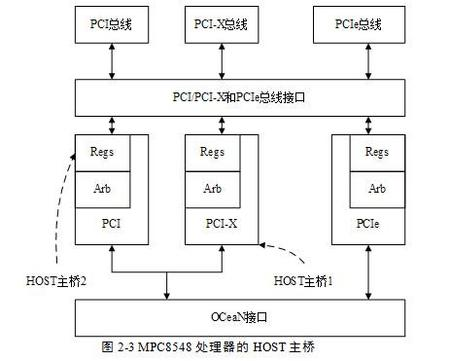 PCI总线
PCI-X总线
PCIe总线
PCI/PCI-X和PCIe总线接口
Regs
Regs
Regs
Arb
Arb
Arb
PCI
PCI-X
PCIe
HOST主桥2
HOST主桥1
OCeaN接口
图 2-3 MPC8548 处理器的 HOST 主桥